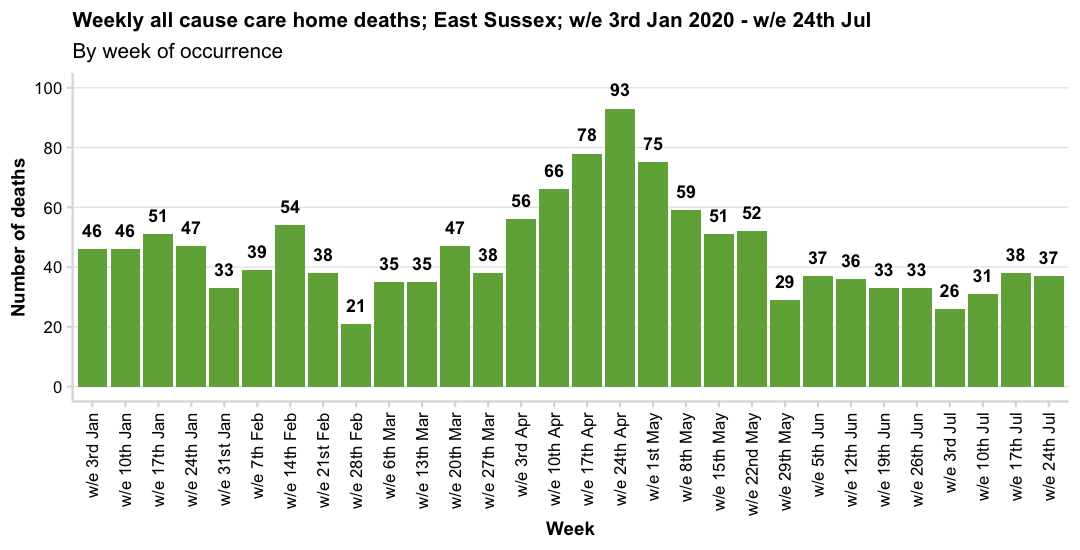 Weekly all cause care home deaths; East Sussex; w/e 3rd Jan 2020 - w/e 24th Jul
By week of occurrence
Number of deaths
100
80
60
40
20
0
46
46
51
47
33
39
54
38
21
35
35
47
38
56
66
78
93
75
59
51
52
29
37
36
33
33
26
31
38
37
w/e 3rd Jan
w/e 10th Jan
w/e 17th Jan
w/e 24th Jan
w/e 31st Jan
w/e 7th Feb
w/e 14th Feb
w/e 21st Feb
w/e 28th Feb
w/e 6th Mar
w/e 13th Mar
w/e 20th Mar
w/e 27th Mar
w/e 3rd Apr
w/e 10th Apr
w/e 17th Apr
w/e 24th Apr
w/e 1st May
w/e 8th May
w/e 15th May
w/e 22nd May
w/e 29th May
w/e 5th Jun
w/e 12th Jun
w/e 19th Jun
w/e 26th Jun
w/e 3rd Jul
w/e 10th Jul
w/e 17th Jul
w/e 24th Jul
Week